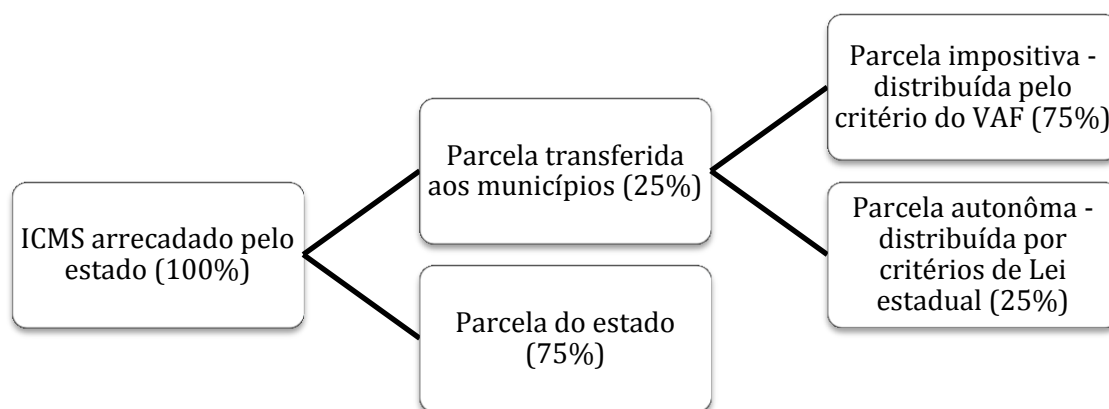 ICMS arrecadado pelo
estado (100%)
Parcela transferida
aos municípios (25%)
Parcela do estado
(75%)
Parcela impositiva -
distribuída pelo
critério do VAF (75%)
Parcela autonôma -
distribuída por
critérios de Lei
estadual (25%)